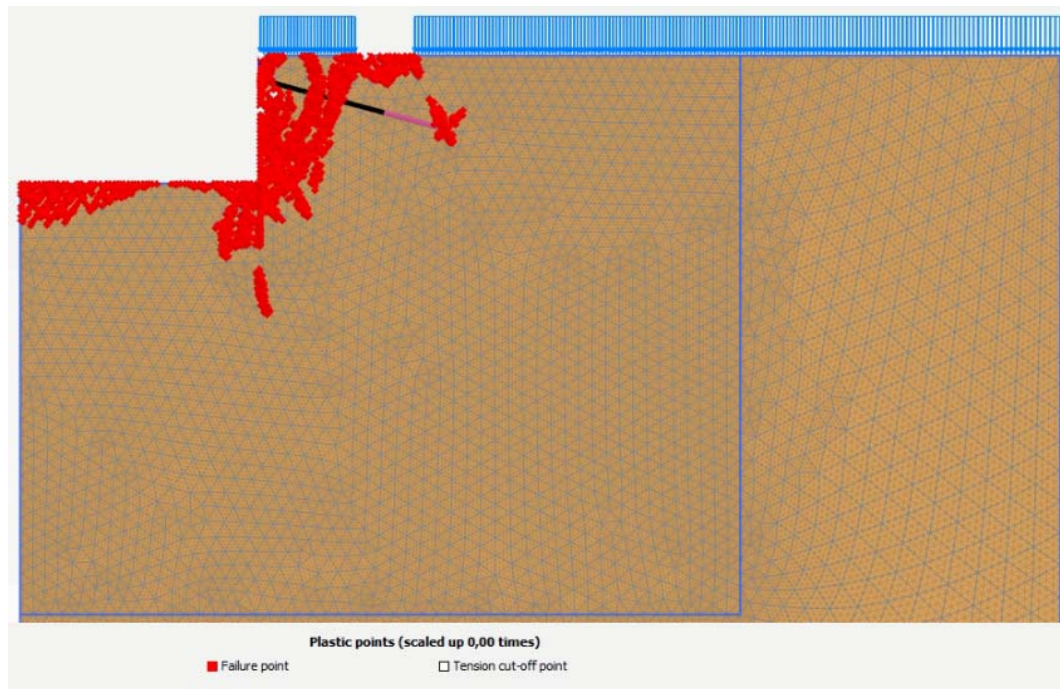 Plastic points (scaled up 0,00 times)
Failure point Tension cut-off point